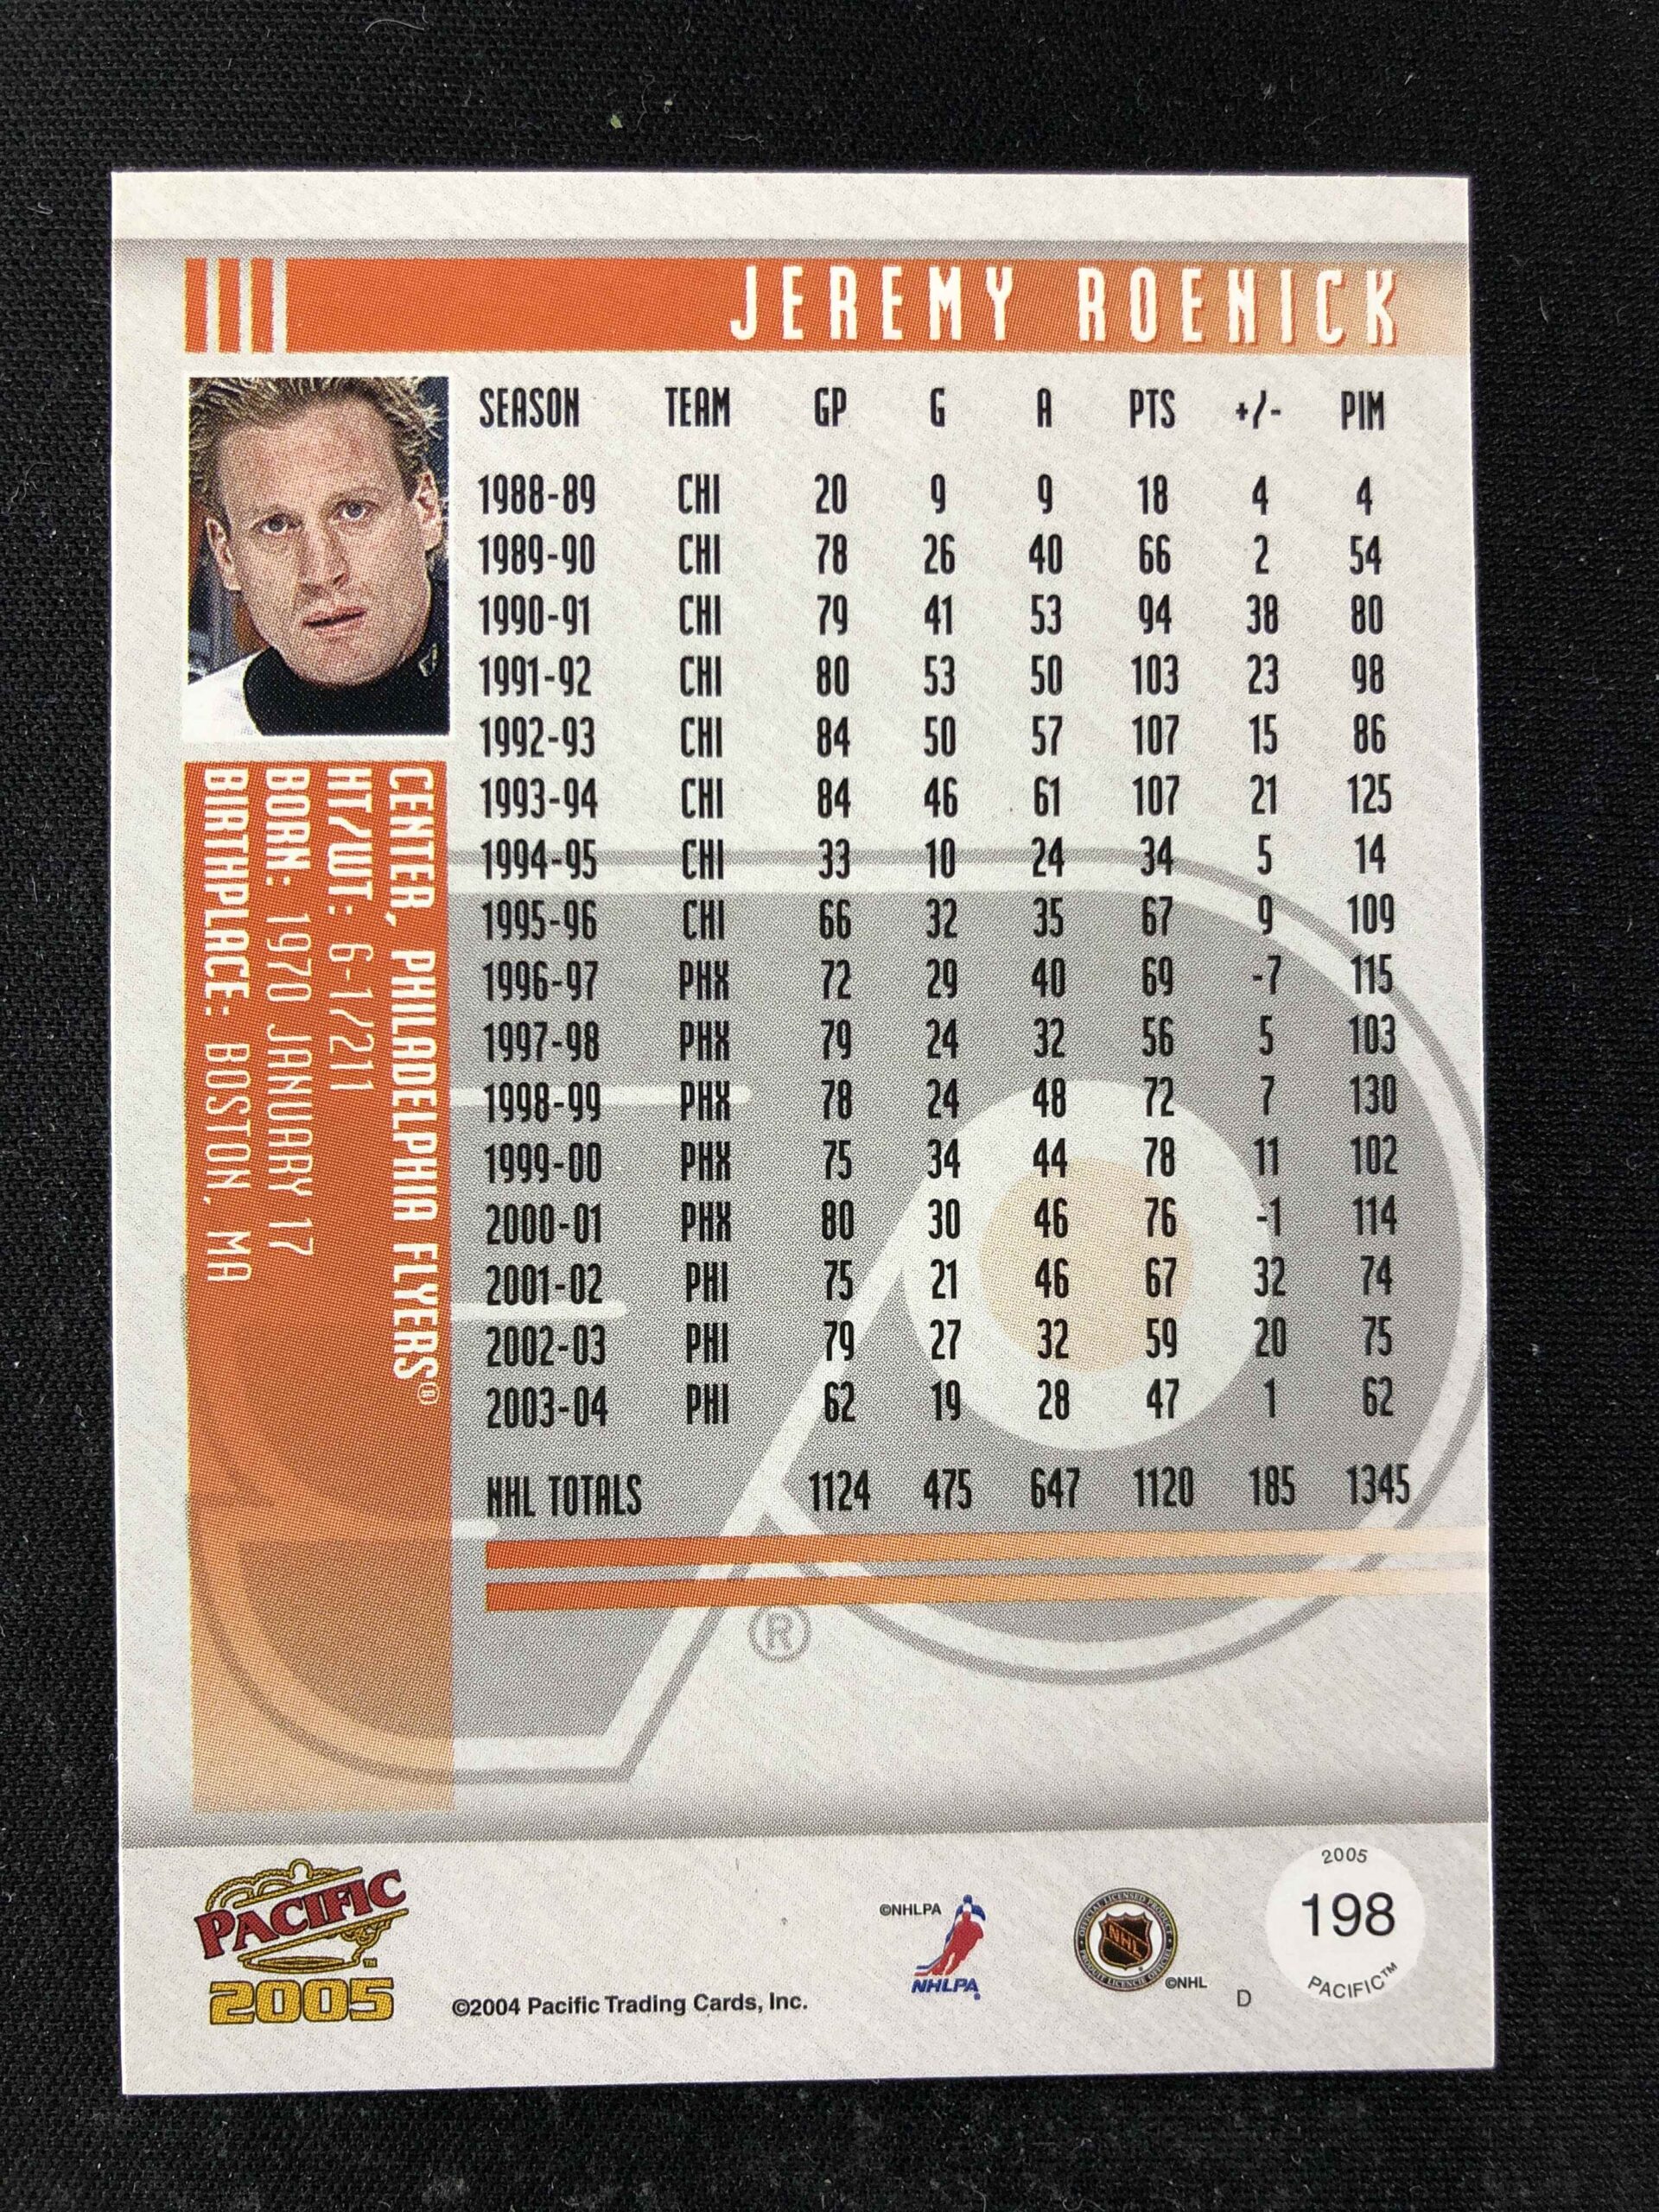 JEREMY ROENICK
SEASON TEAM GP G A PTS +/- PIM
1988-89 CHI 20 9 9 18 4 4
1989-90 CHI 78 26 40 66 2 54
1990-91 CHI 79 41 53 94 38 80
1991-92 CHI 80 53 50 103 23 98
1992-93 CHI 84 50 57 107 15 86
1993-94 CHI 84 46 61 107 21 125
1994-95 CHI 33 10 24 34 5 14
1995-96 CHI 66 32 35 67 9 109
1996-97 PHX 72 29 40 69 -7 115
1997-98 PHX 79 24 32 56 5 103
1998-99 PHX 78 24 48 72 7 130
1999-00 PHX 75 34 44 78 11 102
2000-01 PHX 80 30 46 76 -1 114
2001-02 PHI 75 21 46 67 32 74
2002-03 PHI 79 27 32 59 20 75
2003-04 PHI 62 19 28 47 1 62
NHL TOTALS 1124 475 647 1120 185 1345
®
CENTER, PHILADELPHIA FLYERS®
HT/WT: 6-1/211
BORN: 1970 JANUARY 17
BIRTHPLACE: BOSTON, MA
PACIFIC™
2005
©2004 Pacific Trading Cards, Inc.
©NHLPA
NHLPA
NHL
©NHL
D
2005
198
PACIFIC™